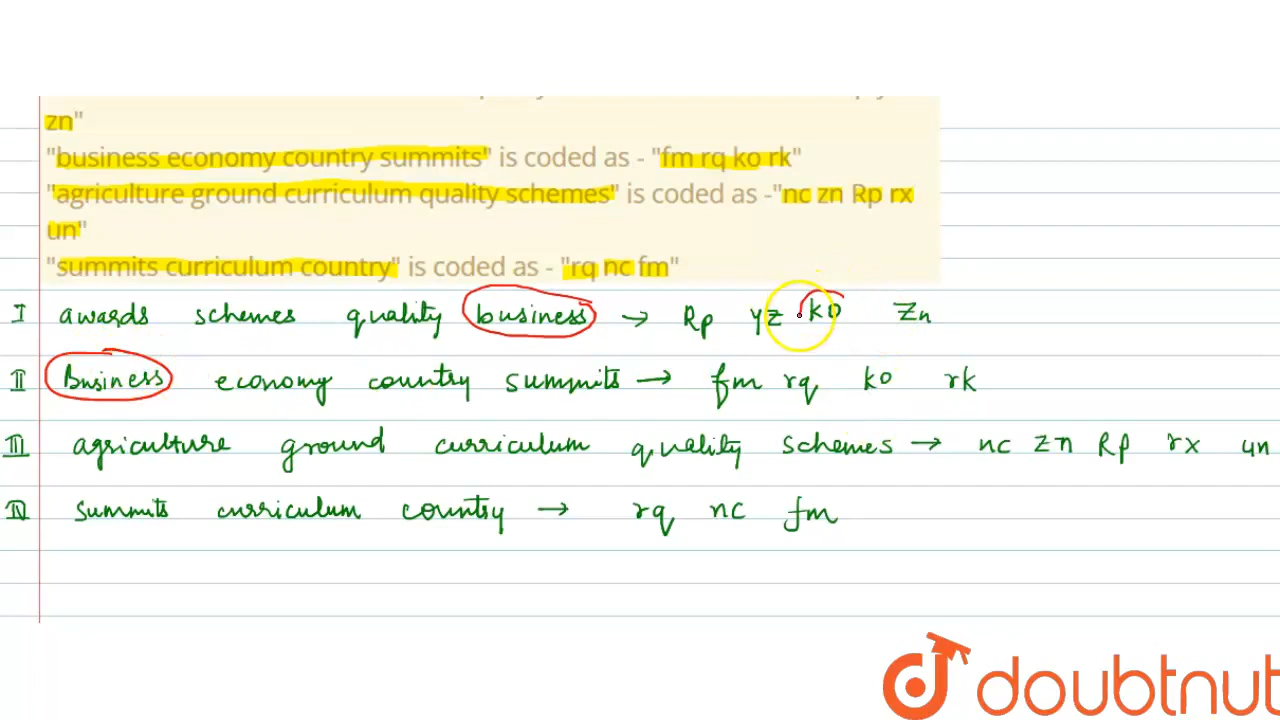 zn"
"business economy country summits" is coded as - "fm rq ko rk"
"agriculture ground curriculum quality schemes" is coded as -"nc zn Rp rx
un"
"summits curriculum country" is coded as - "rq nc fm"
I awards schemes quality business → Rp yz ko Zn
II Business economy country summits → fm rq ko rk
III agriculture ground curriculum quality schemes → nc zn Rp rx un
IV summits curriculum country → rq nc fm
doubtnut